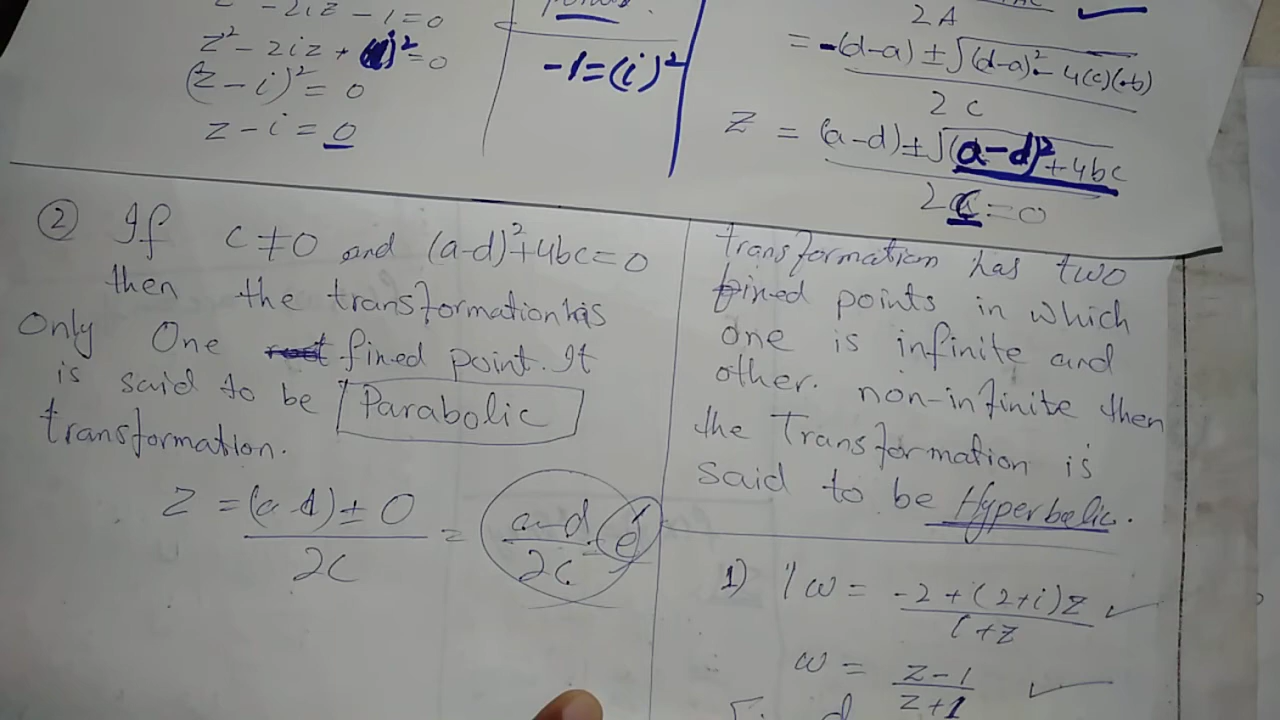 - 2iz - 1 = 0
z² - 2iz + (i)² = 0
(z - i)² = 0
z - i = 0
-1 = (i)²
2A
= -(d-a) ± √(d-a)² - 4(c)(-b)
2c
z = (a-d) ± √(a-d)² + 4bc
2c = 0
② If c ≠ 0 and (a-d)² + 4bc = 0
then the transformation has
Only One fixed point. It
is said to be Parabolic
transformation.
z = (a-d) ± 0 = a-d
2c 2c
transformation has two
fixed points in which
one is infinite and
other. non-infinite then
the Transformation is
said to be Hyperbolic.
1) w = -2 + (2+i)z
i + z
w = z - 1
z + 1